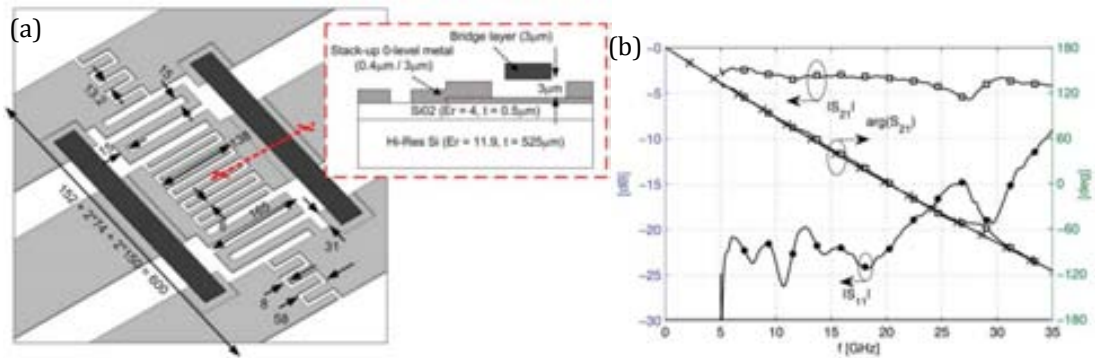 (a)
Stack-up 0-level metal
(0.4μm / 3μm)
Bridge layer (3μm)
3μm
SiO2 (Er = 4, t = 0.5μm)
Hi-Res Si (Er = 11.9, t = 525μm)
13.2
15
15
138
165
31
8
58
152 + 2*74 + 2*150 = 600
(b)
-0
-5
-10
-15
-20
-25
-30
[dB]
180
120
60
0
-60
-120
-180
[deg]
|S21|
arg(S21)
|S11|
0
5
10
15
20
25
30
35
f [GHz]